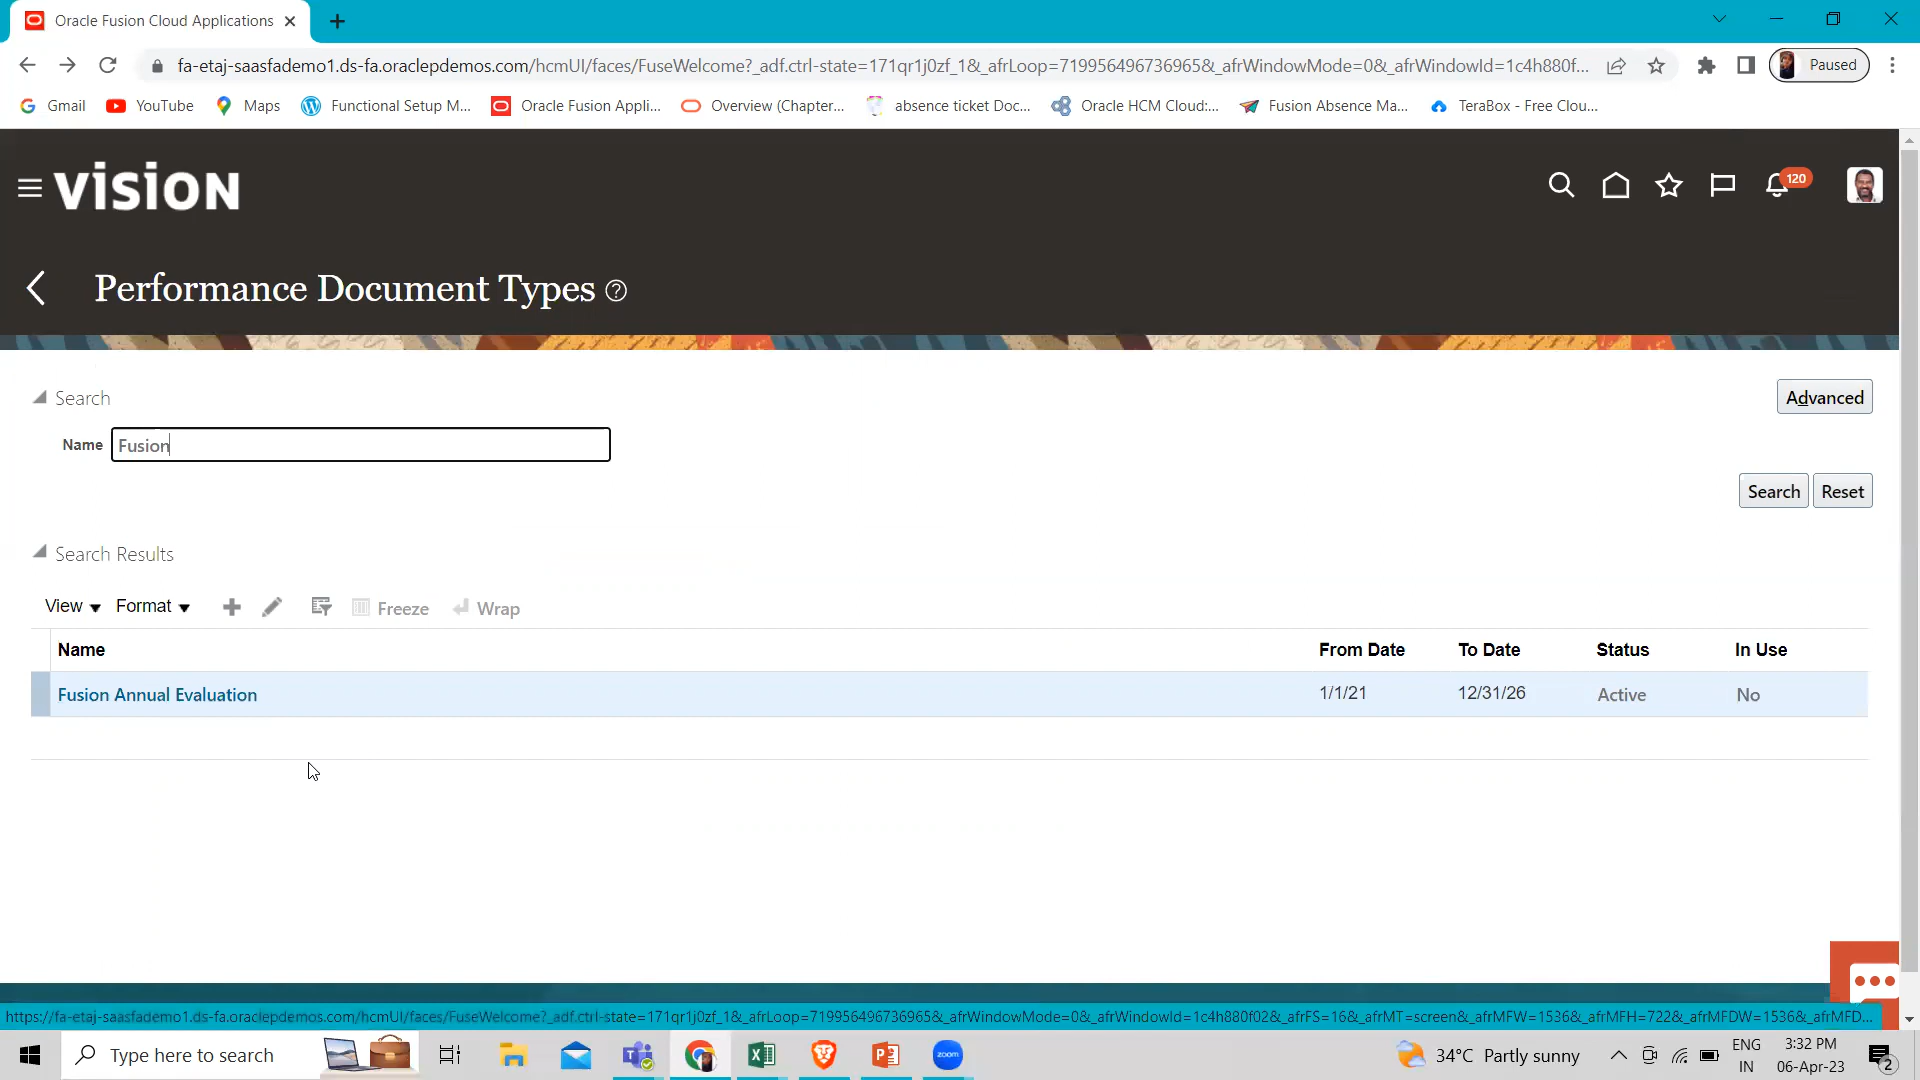 Oracle Fusion Cloud Applications
fa-etaj-saasfademo1.ds-fa.oraclepdemos.com/hcmUI/faces/FuseWelcome?_adf.ctrl-state=171qr1j0zf_1&_afrLoop=719956496736965&_afrWindowMode=0&_afrWindowId=1c4h880f...
Paused
Gmail
YouTube
Maps
Functional Setup M...
Oracle Fusion Appli...
Overview (Chapter...
absence ticket Doc...
Oracle HCM Cloud:...
Fusion Absence Ma...
TeraBox - Free Clou...
vision
120
Performance Document Types
Search
Advanced
Name Fusion
Search Reset
Search Results
View Format Freeze Wrap
Name From Date To Date Status In Use
Fusion Annual Evaluation 1/1/21 12/31/26 Active No
https://fa-etaj-saasfademo1.ds-fa.oraclepdemos.com/hcmUI/faces/FuseWelcome?_adf.ctrl-state=171qr1j0zf_1&_afrLoop=719956496736965&_afrWindowMode=0&_afrWindowId=1c4h880f02&_afrFS=16&_afrMT=screen&_afrMFW=1536&_afrMFH=722&_afrMFDW=1536&_afrMFD...
Type here to search
zoom
34°C Partly sunny
ENG
IN
3:32 PM
06-Apr-23
2